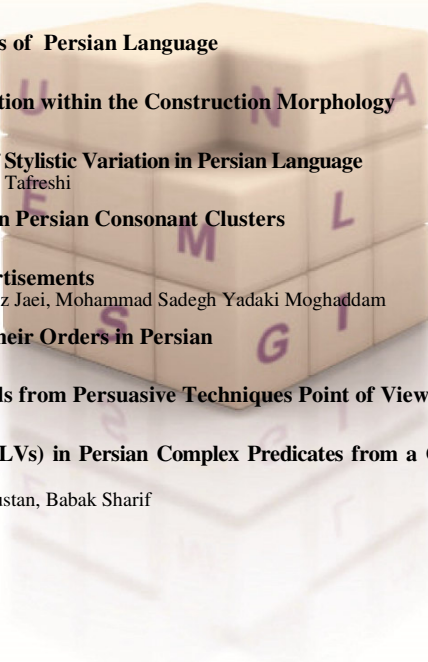 s of Persian Language
tion within the Construction Morphology
Stylistic Variation in Persian Language
Tafreshi
n Persian Consonant Clusters
rtisements
z Jaei, Mohammad Sadegh Yadaki Moghaddam
heir Orders in Persian
ls from Persuasive Techniques Point of View
LVs) in Persian Complex Predicates from a
ustan, Babak Sharif
U N A
E M L
S G I